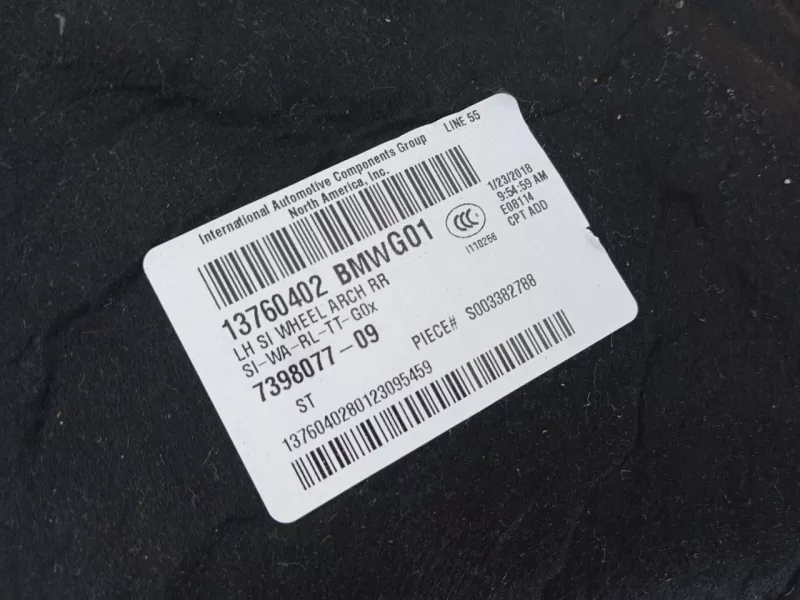 International Automotive Components Group
North America, Inc.
LINE 55
13760402 BMWG01
LH SI WHEEL ARCH RR
SI-WA-RL-TT-G0x
7398077-09
ST
CCC
I110256
1/23/2018
9:54:59 AM
E08114
CPT ADD
PIECE# S003382788
1376040280123095459